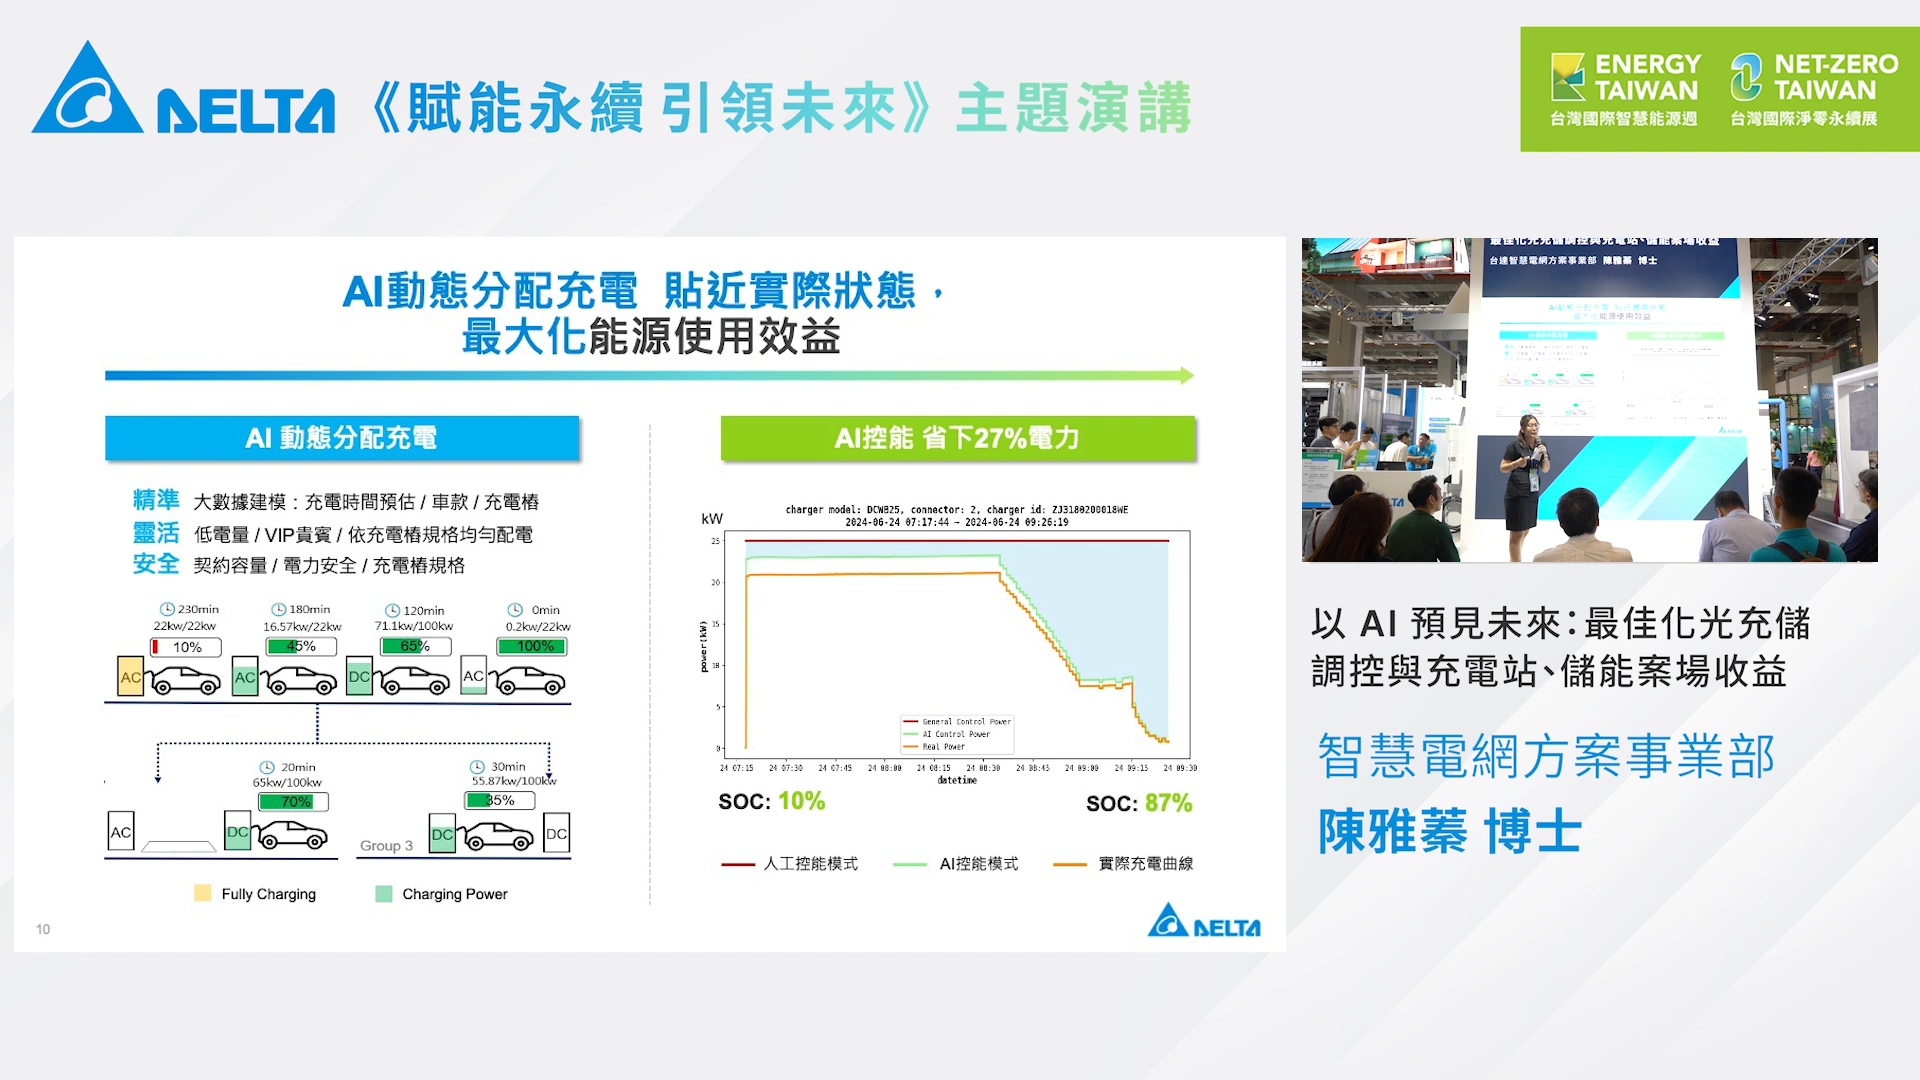 DELTA 《賦能永續 引領未來》主題演講
ENERGY TAIWAN
台灣國際智慧能源週
NET-ZERO TAIWAN
台灣國際淨零永續展
AI動態分配充電 貼近實際狀態，
最大化能源使用效益
AI 動態分配充電
精準 大數據建模：充電時間預估 / 車款 / 充電樁
靈活 低電量 / VIP貴賓 / 依充電樁規格均勻配電
安全 契約容量 / 電力安全 / 充電樁規格
230min 180min 120min 0min
22kw/22kw 16.57kw/22kw 71.1kw/100kw 0.2kw/22kw
10% 45% 65% 100%
AC AC DC AC
20min 30min
65kw/100kw 55.87kw/100kw
70% 35%
AC DC DC DC
Group 3
Fully Charging Charging Power
10
AI控能 省下27%電力
kW
charger model: DCWB25, connector: 2, charger id: ZJ3180200018WE
2024-06-24 07:17:44 ~ 2024-06-24 09:26:19
power(kW)
25
20
15
10
5
0
General Control Power
AI Control Power
Real Power
24 07:15 24 07:30 24 07:45 24 08:00 24 08:15 24 08:30 24 08:45 24 09:00 24 09:15 24 09:30
datetime
SOC: 10% SOC: 87%
人工控能模式 AI控能模式 實際充電曲線
DELTA
台達智慧電網方案事業部 陳雅蓁 博士
以 AI 預見未來：最佳化光充儲
調控與充電站、儲能案場收益
智慧電網方案事業部
陳雅蓁 博士